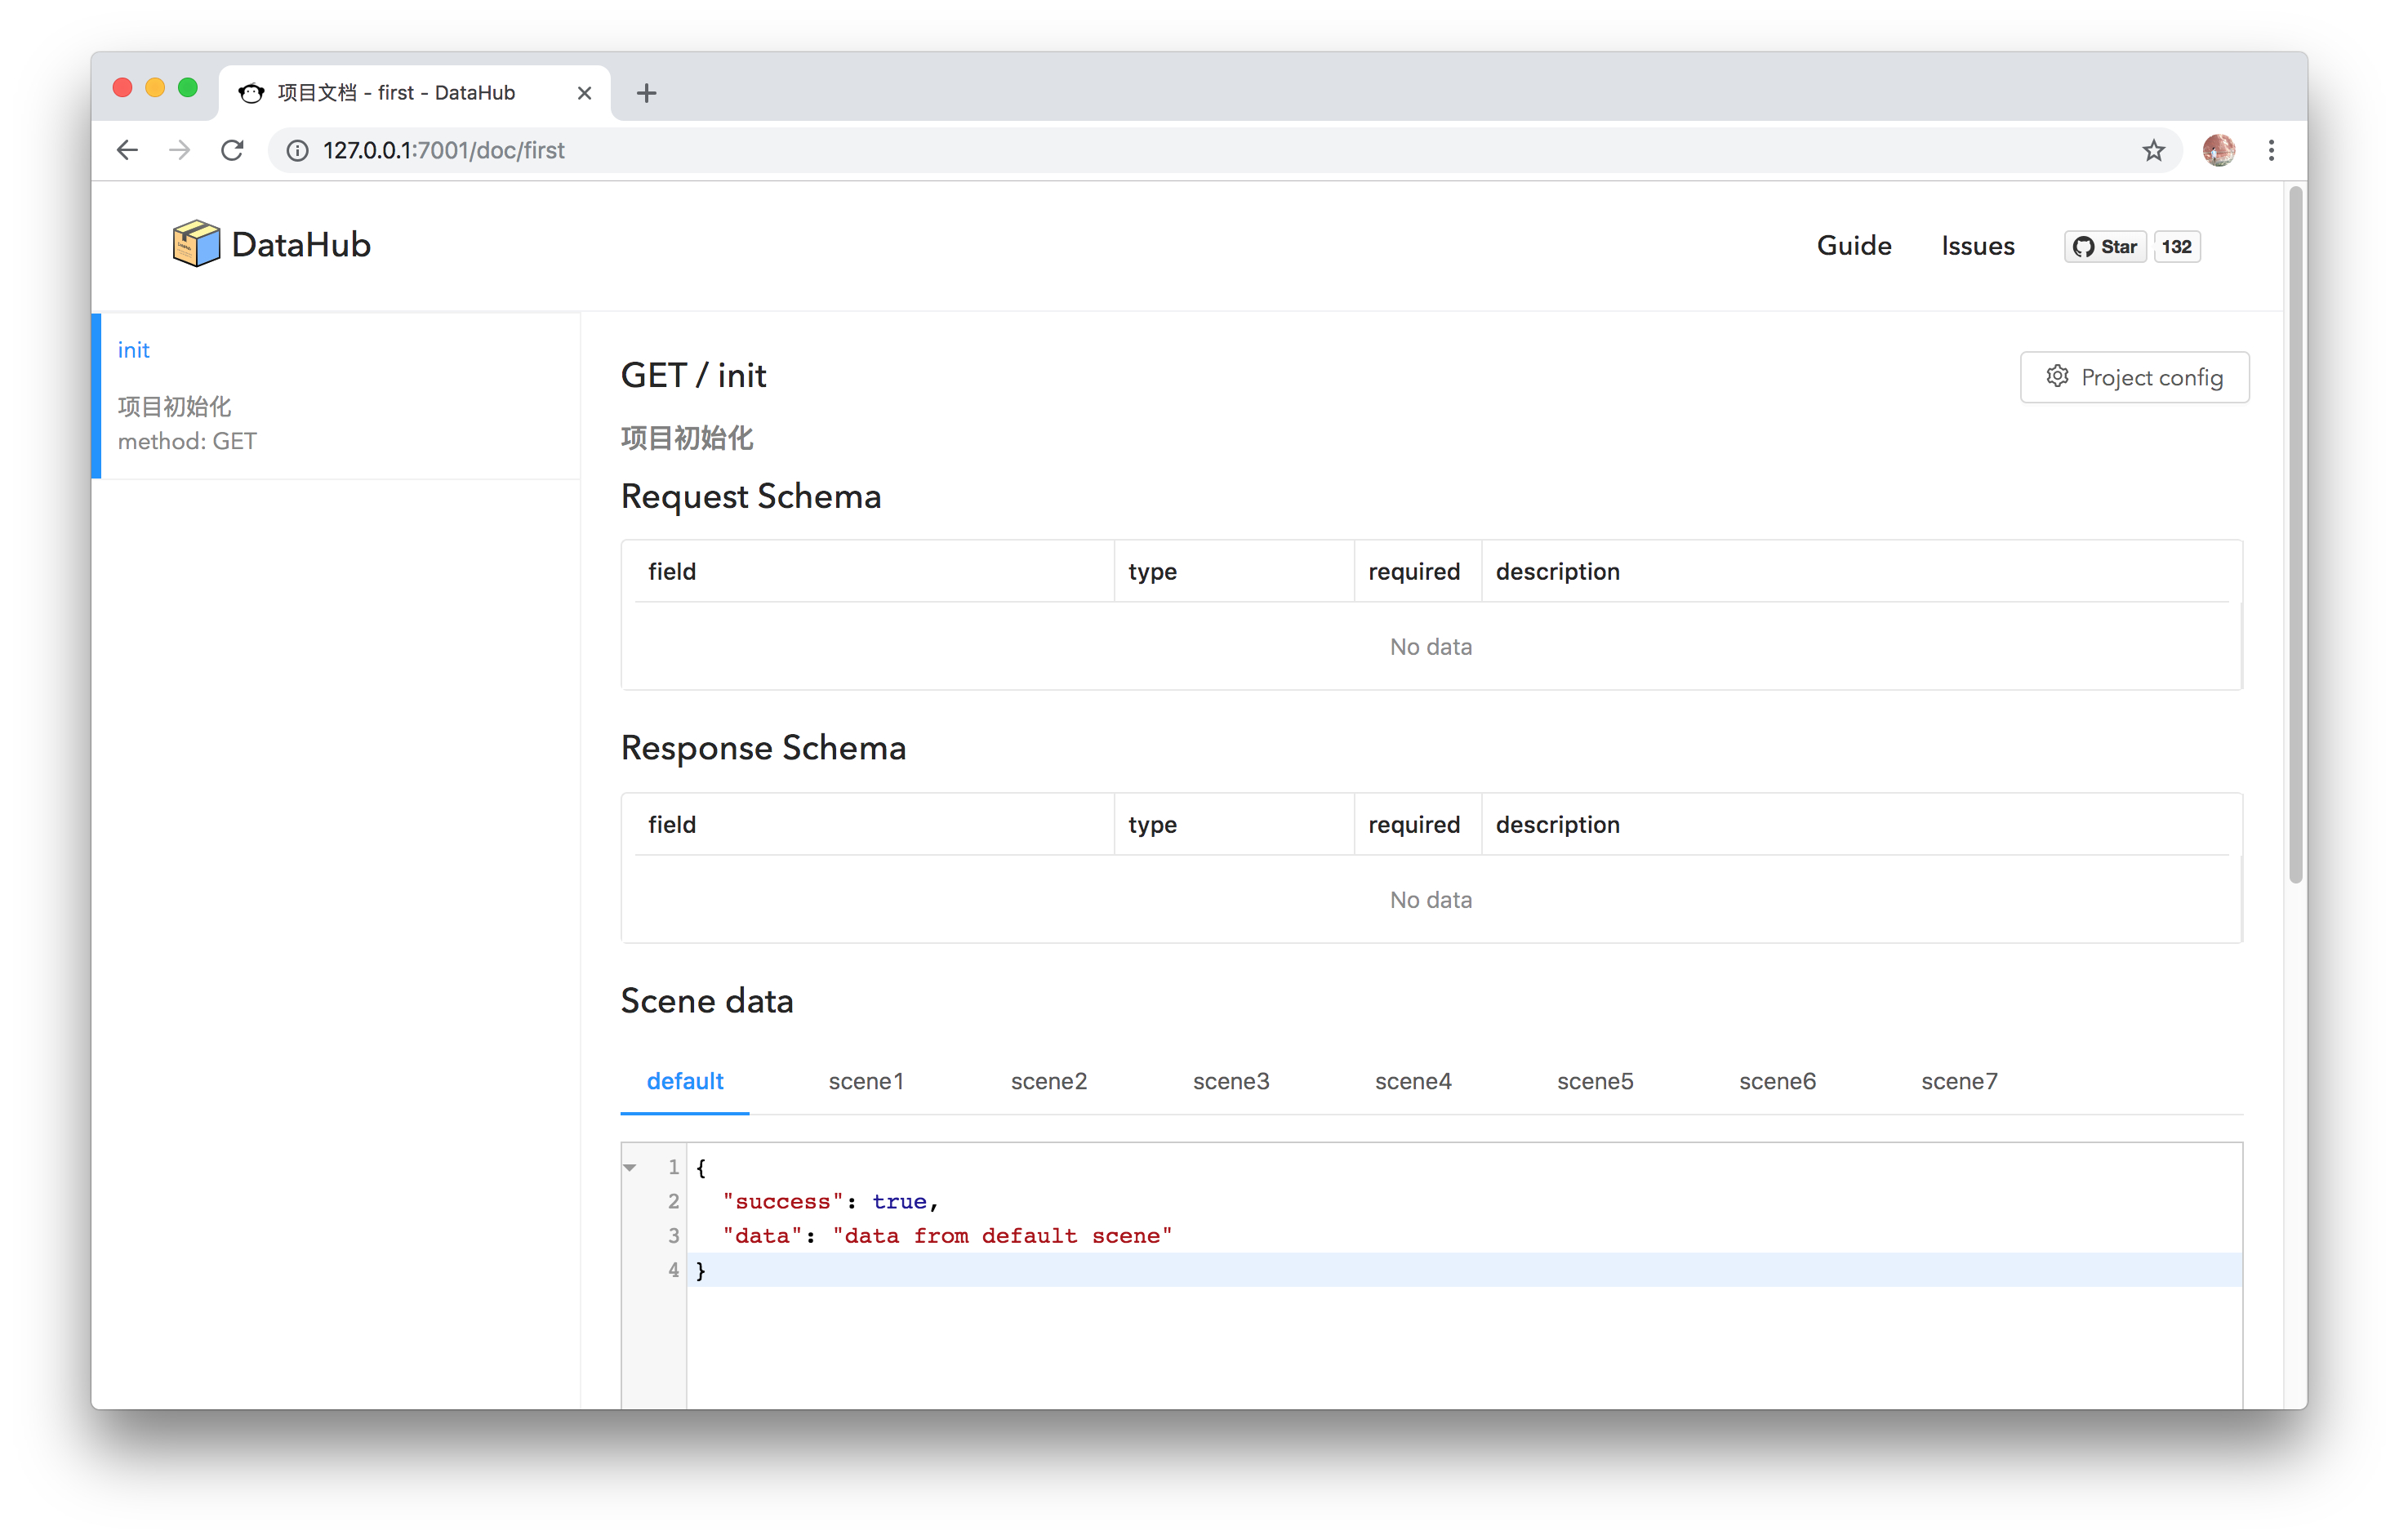 项目文档 - first - DataHub
127.0.0.1:7001/doc/first
DataHub
Guide Issues Star 132
init
项目初始化
method: GET
GET / init
Project config
项目初始化
Request Schema
field type required description
No data
Response Schema
field type required description
No data
Scene data
default scene1 scene2 scene3 scene4 scene5 scene6 scene7
1 {
2 "success": true,
3 "data": "data from default scene"
4 }